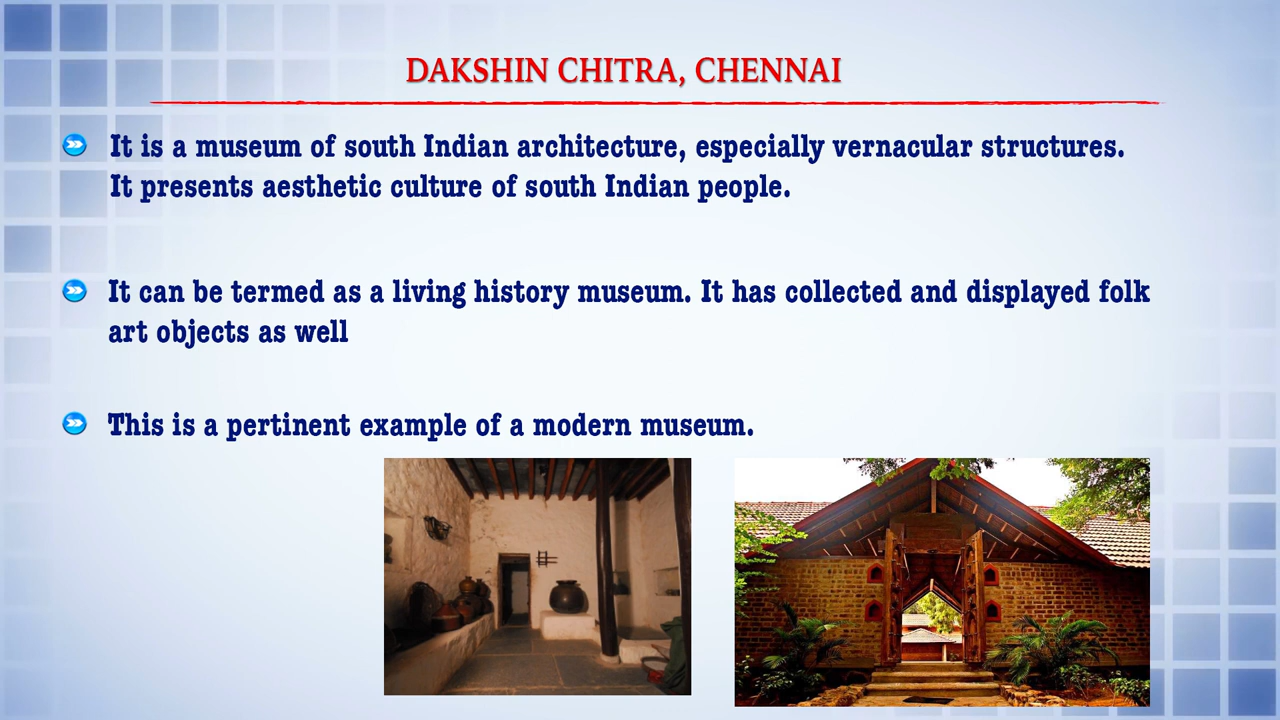 DAKSHIN CHITRA, CHENNAI
It is a museum of south Indian architecture, especially vernacular structures.
It presents aesthetic culture of south Indian people.
It can be termed as a living history museum. It has collected and displayed folk
art objects as well
This is a pertinent example of a modern museum.